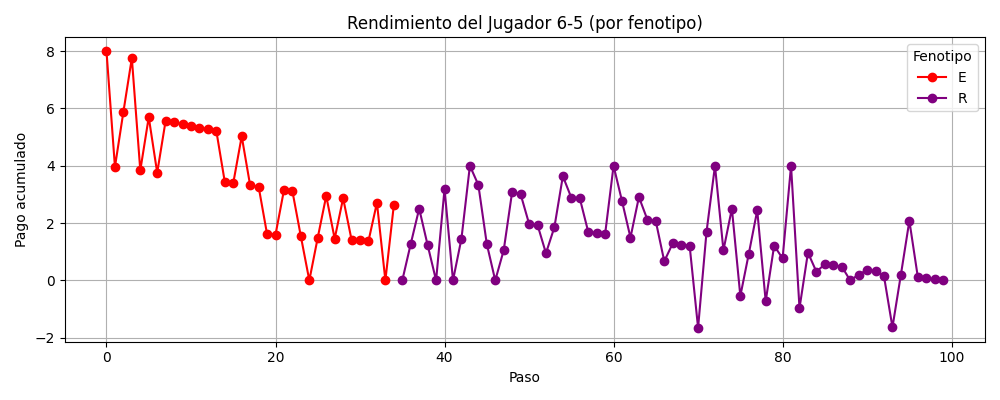 Rendimiento del Jugador 6-5 (por fenotipo)
Fenotipo
E
R
Pago acumulado
8
6
4
2
0
−2
0 20 40 60 80 100
Paso